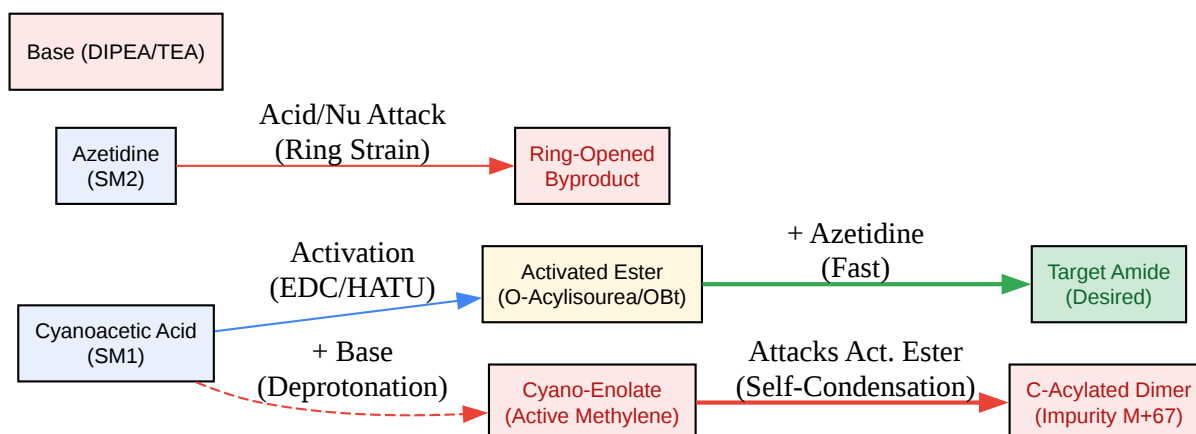 Base (DIPEA/TEA)
Acid/Nu Attack
(Ring Strain)
Azetidine
(SM2)
Ring-Opened
Byproduct
Activation
(EDC/HATU)
+ Azetidine
(Fast)
Activated Ester
(O-Acylisourea/OBt)
Target Amide
(Desired)
Cyanoacetic Acid
(SM1)
+ Base
(Deprotonation)
Attacks Act. Ester
(Self-Condensation)
Cyano-Enolate
(Active Methylene)
C-Acylated Dimer
(Impurity M+67)